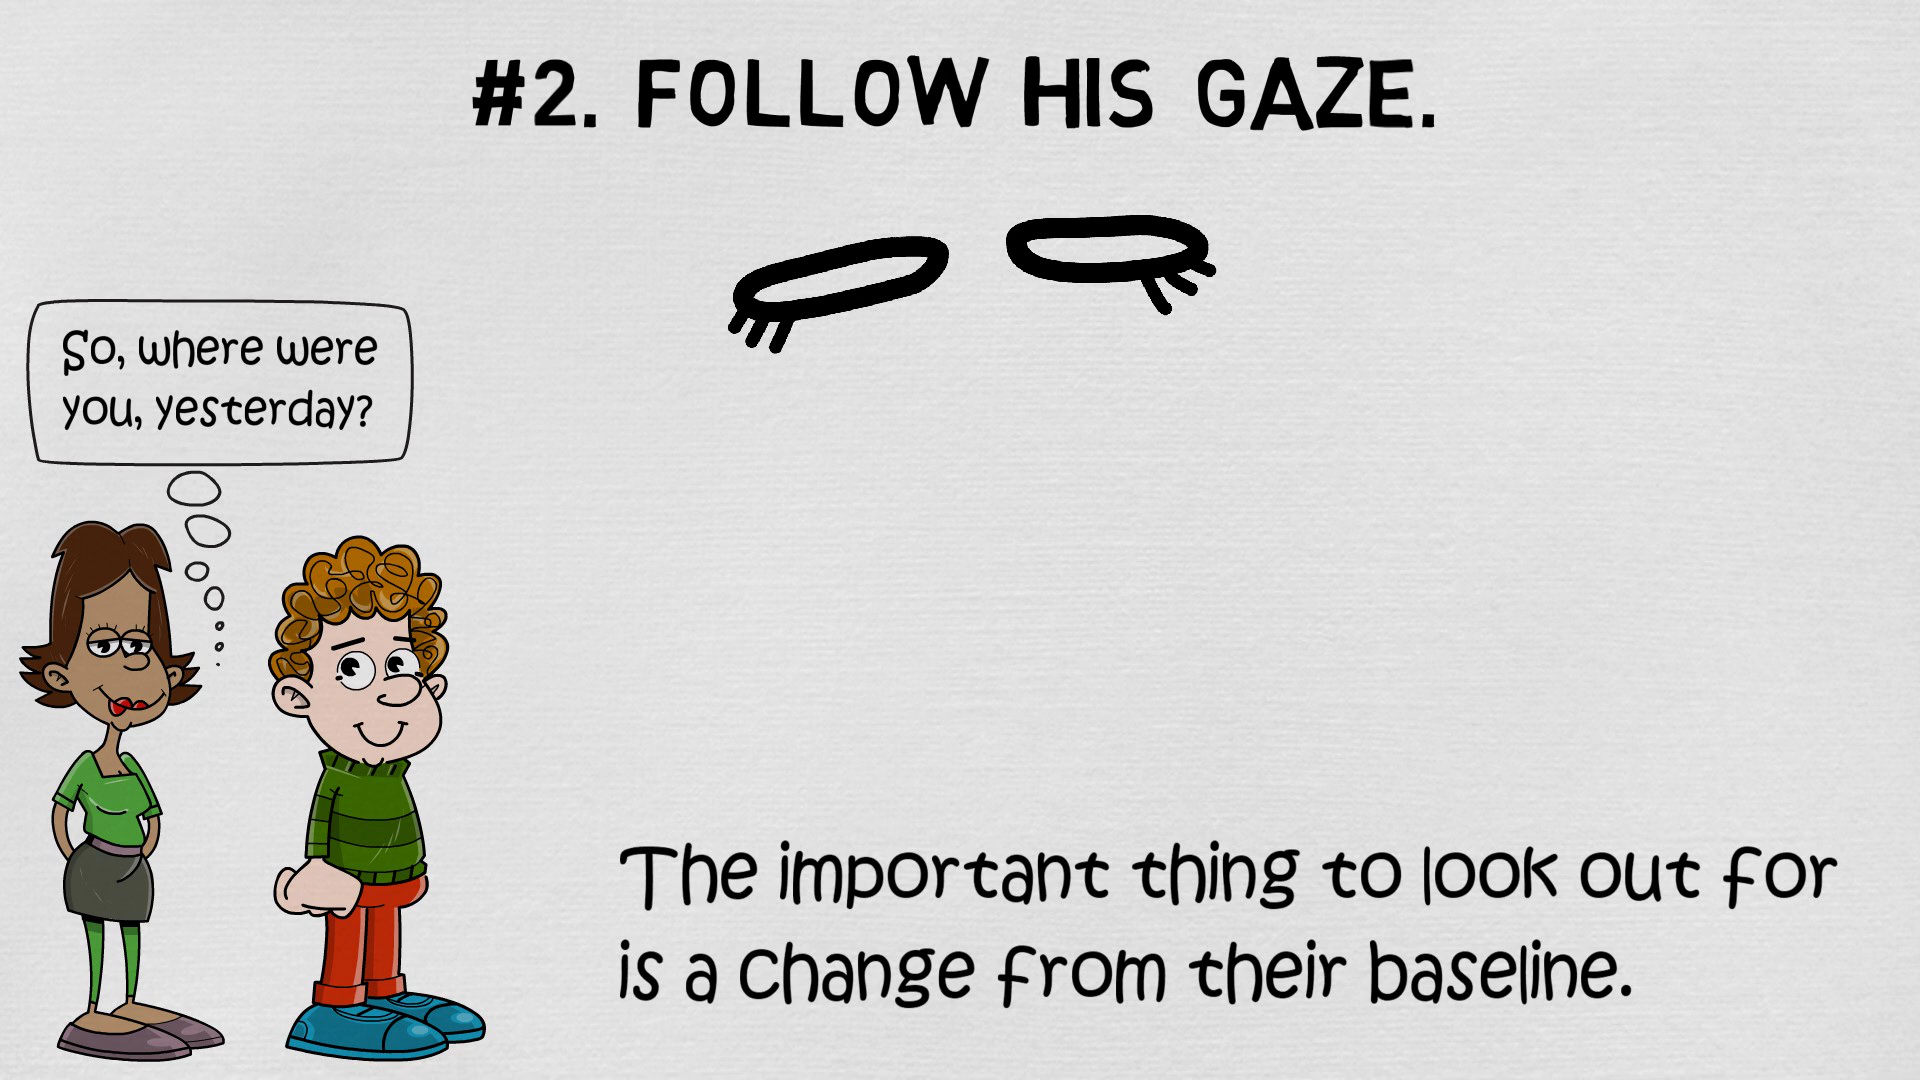 #2. FOLLOW HIS GAZE.
So, where were
you, yesterday?
The important thing to look out for
is a change from their baseline.